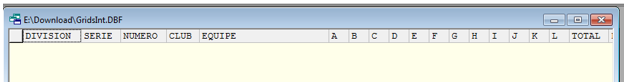 E:\Download\GridsInt.DBF
DIVISION SERIE NUMERO CLUB EQUIPE A B C D E F G H I J K L TOTAL